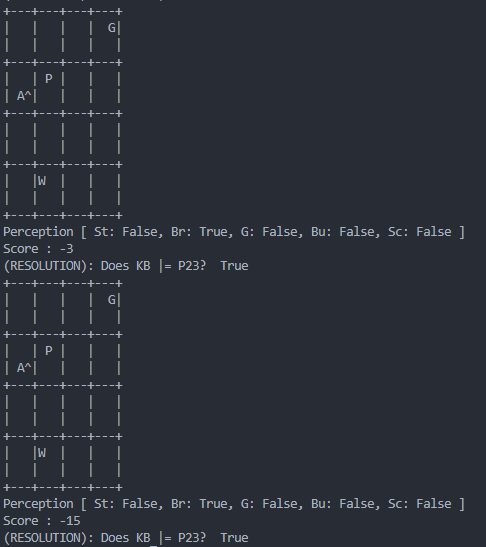 +---+---+---+---+
|   |   |   |  G|
|   |   |   |   |
+---+---+---+---+
|   | P |   |   |
| A^|   |   |   |
+---+---+---+---+
|   |   |   |   |
|   |   |   |   |
+---+---+---+---+
|   |W  |   |   |
|   |   |   |   |
+---+---+---+---+
Perception [ St: False, Br: True, G: False, Bu: False, Sc: False ]
Score : -3
(RESOLUTION): Does KB |= P23?  True
+---+---+---+---+
|   |   |   |  G|
|   |   |   |   |
+---+---+---+---+
|   | P |   |   |
| A^|   |   |   |
+---+---+---+---+
|   |   |   |   |
|   |   |   |   |
+---+---+---+---+
|   |W  |   |   |
|   |   |   |   |
+---+---+---+---+
Perception [ St: False, Br: True, G: False, Bu: False, Sc: False ]
Score : -15
(RESOLUTION): Does KB |= P23?  True